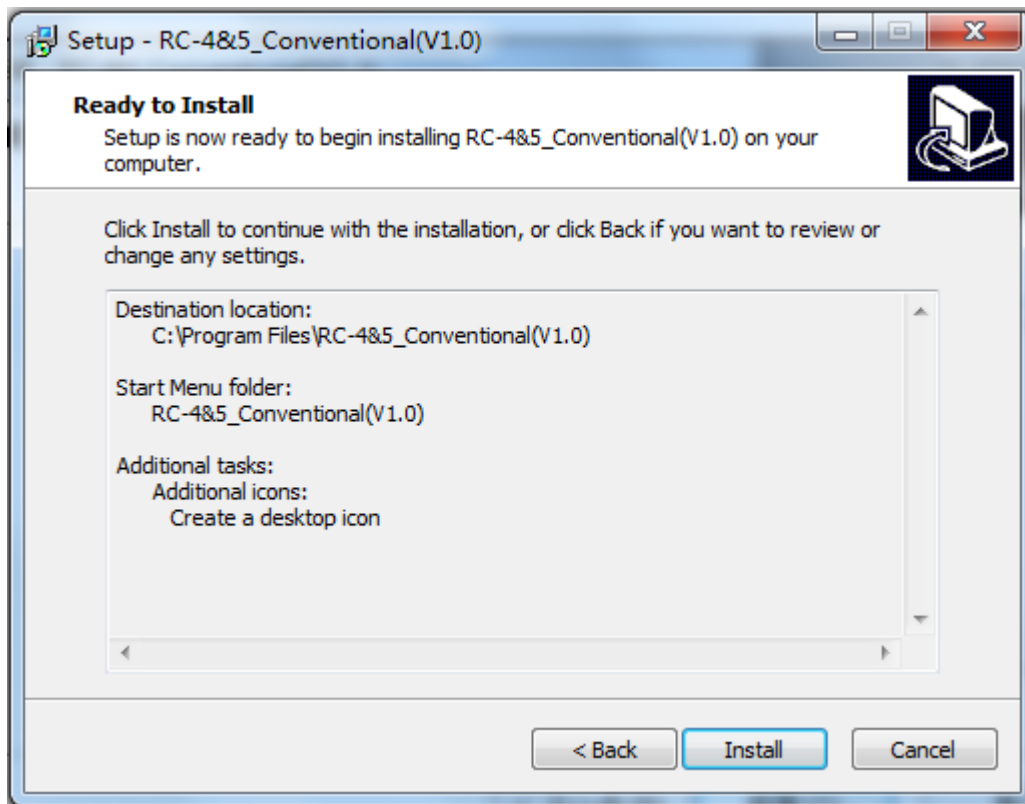 Setup - RC-4&5_Conventional(V1.0)
Ready to Install
Setup is now ready to begin installing RC-4&5_Conventional(V1.0) on your
computer.
Click Install to continue with the installation, or click Back if you want to review or
change any settings.
Destination location:
C:\Program Files\RC-4&5_Conventional(V1.0)
Start Menu folder:
RC-4&5_Conventional(V1.0)
Additional tasks:
Additional icons:
Create a desktop icon
< Back
Install
Cancel